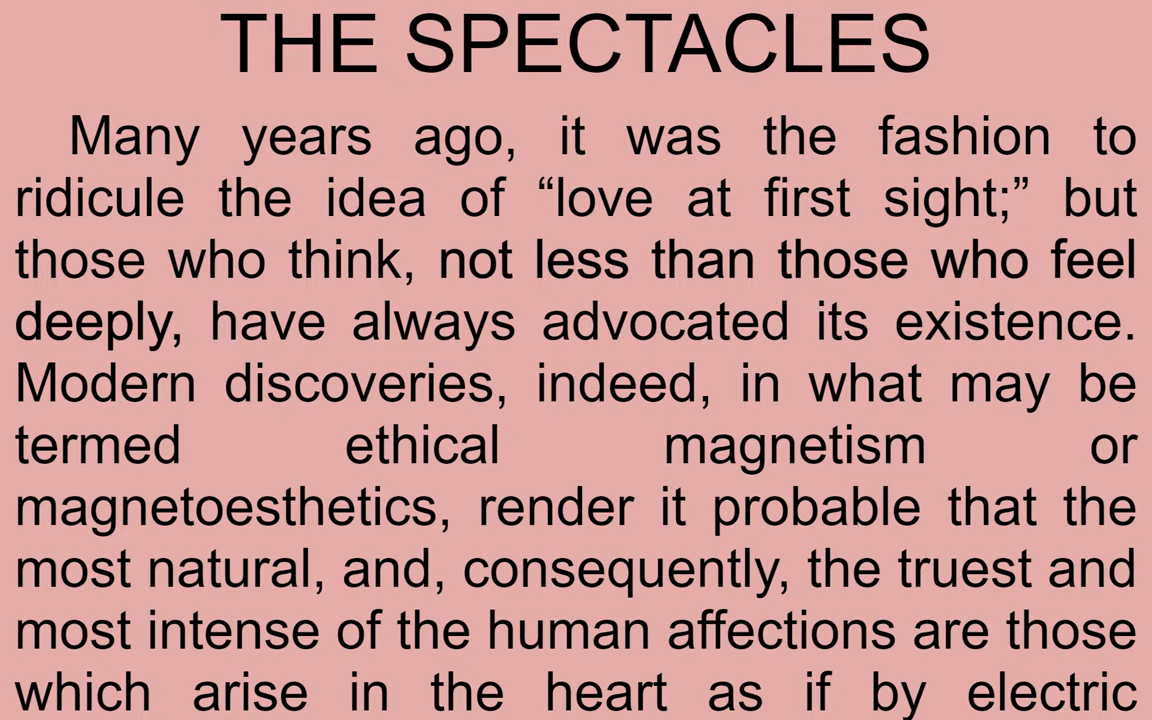 THE SPECTACLES
Many years ago, it was the fashion to
ridicule the idea of “love at first sight;” but
those who think, not less than those who feel
deeply, have always advocated its existence.
Modern discoveries, indeed, in what may be
termed ethical magnetism or
magnetoesthetics, render it probable that the
most natural, and, consequently, the truest and
most intense of the human affections are those
which arise in the heart as if by electric